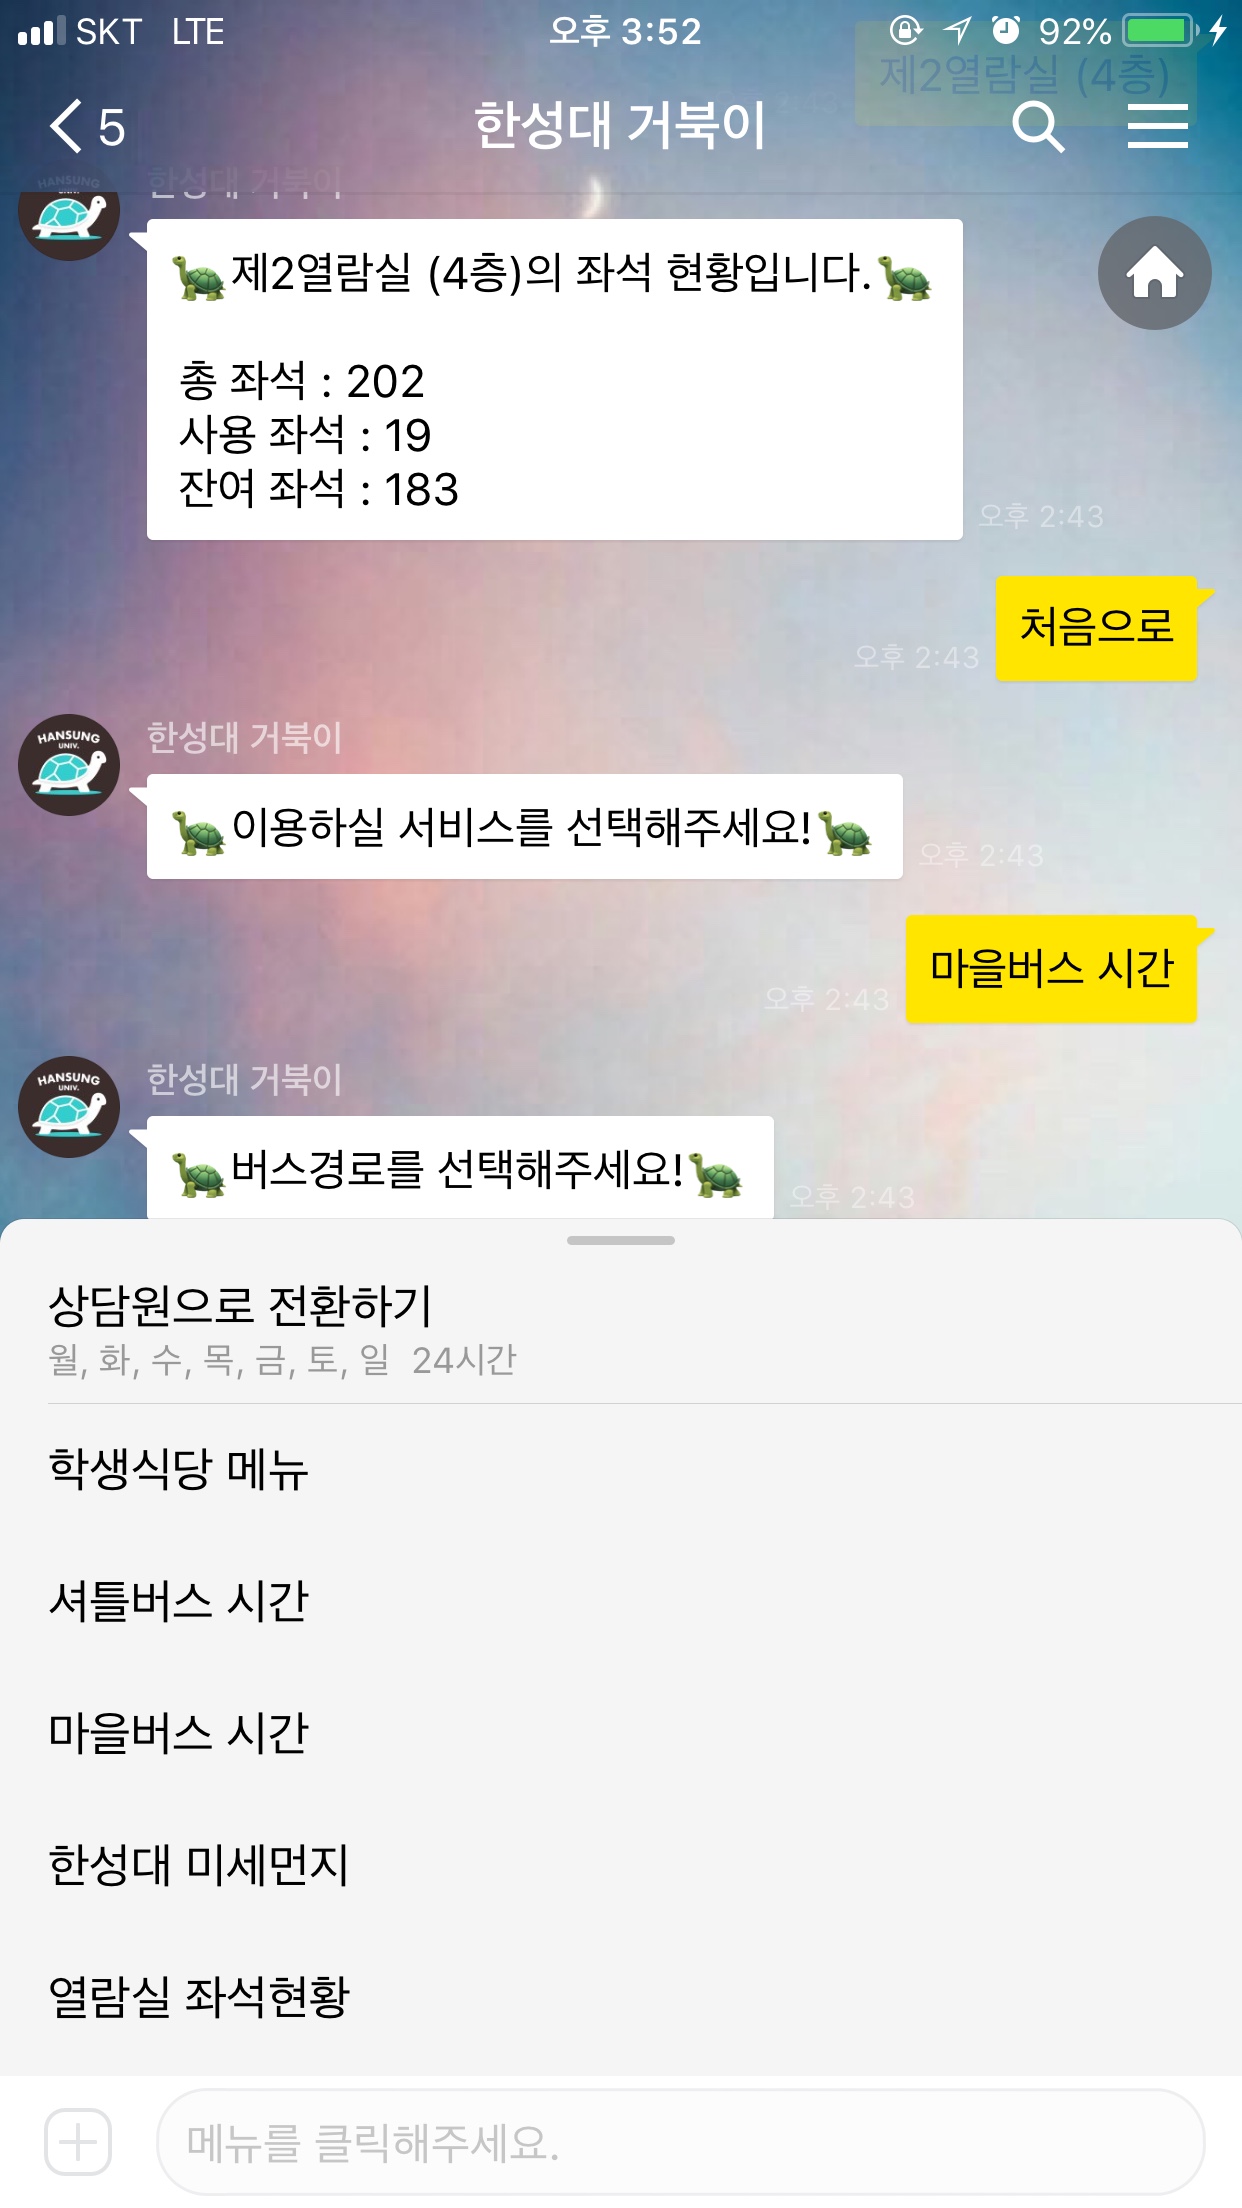 SKT LTE 오후 3:52 92%
제2열람실 (4층)
5 한성대 거북이
HANSUNG
한성대 거북이
제2열람실 (4층)의 좌석 현황입니다.
총 좌석 : 202
사용 좌석 : 19
잔여 좌석 : 183
오후 2:43
처음으로
오후 2:43
HANSUNG
UNIV.
한성대 거북이
이용하실 서비스를 선택해주세요!
오후 2:43
마을버스 시간
오후 2:43
HANSUNG
UNIV.
한성대 거북이
버스경로를 선택해주세요!
오후 2:43
상담원으로 전환하기
월, 화, 수, 목, 금, 토, 일 24시간
학생식당 메뉴
셔틀버스 시간
마을버스 시간
한성대 미세먼지
열람실 좌석현황
메뉴를 클릭해주세요.